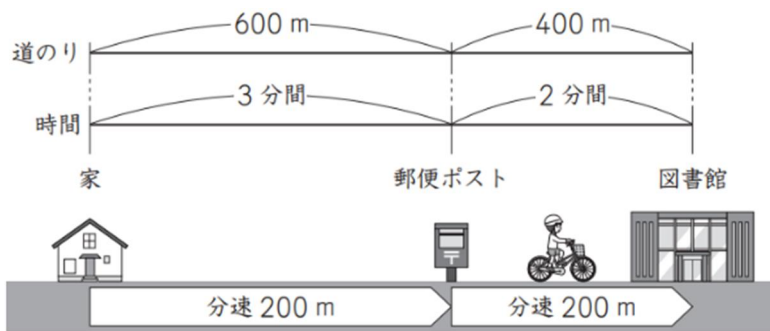 600 m 400 m
道のり
3 分間 2 分間
時間
家 郵便ポスト 図書館
〒
分速 200 m 分速 200 m